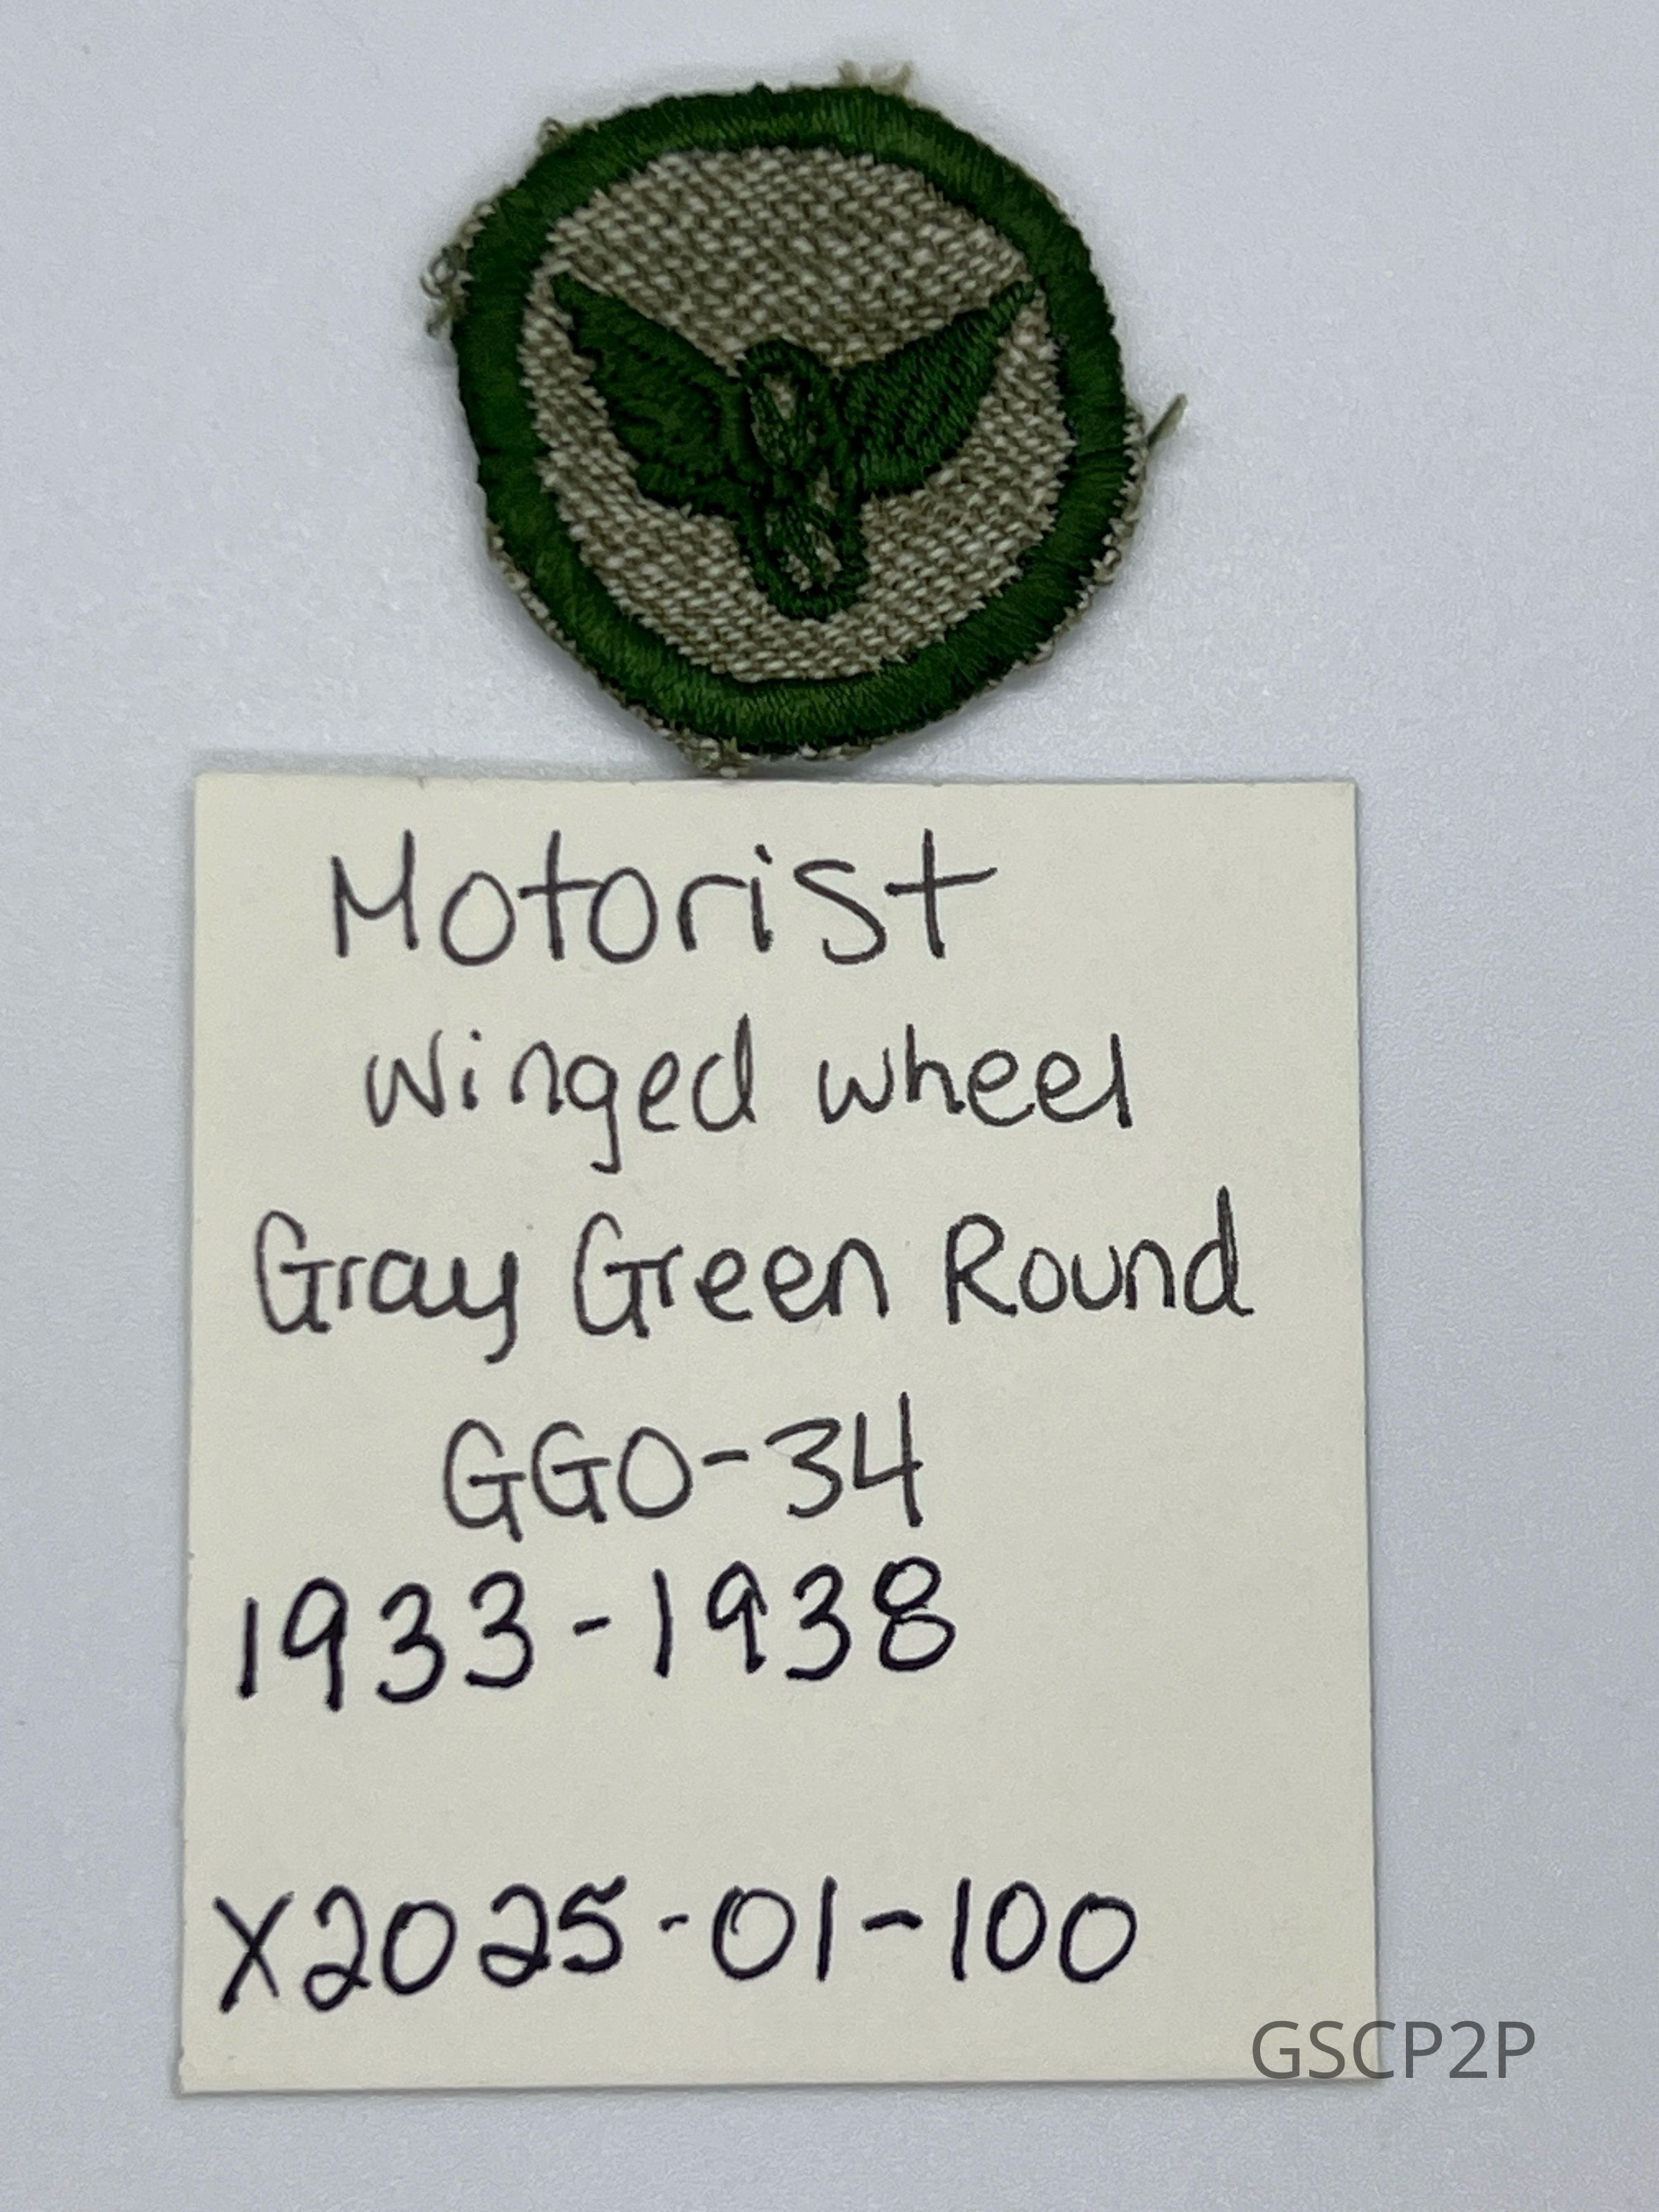 Motorist
Winged wheel
Gray Green Round
GGO-34
1933-1938
X2025-01-100
GSCP2P